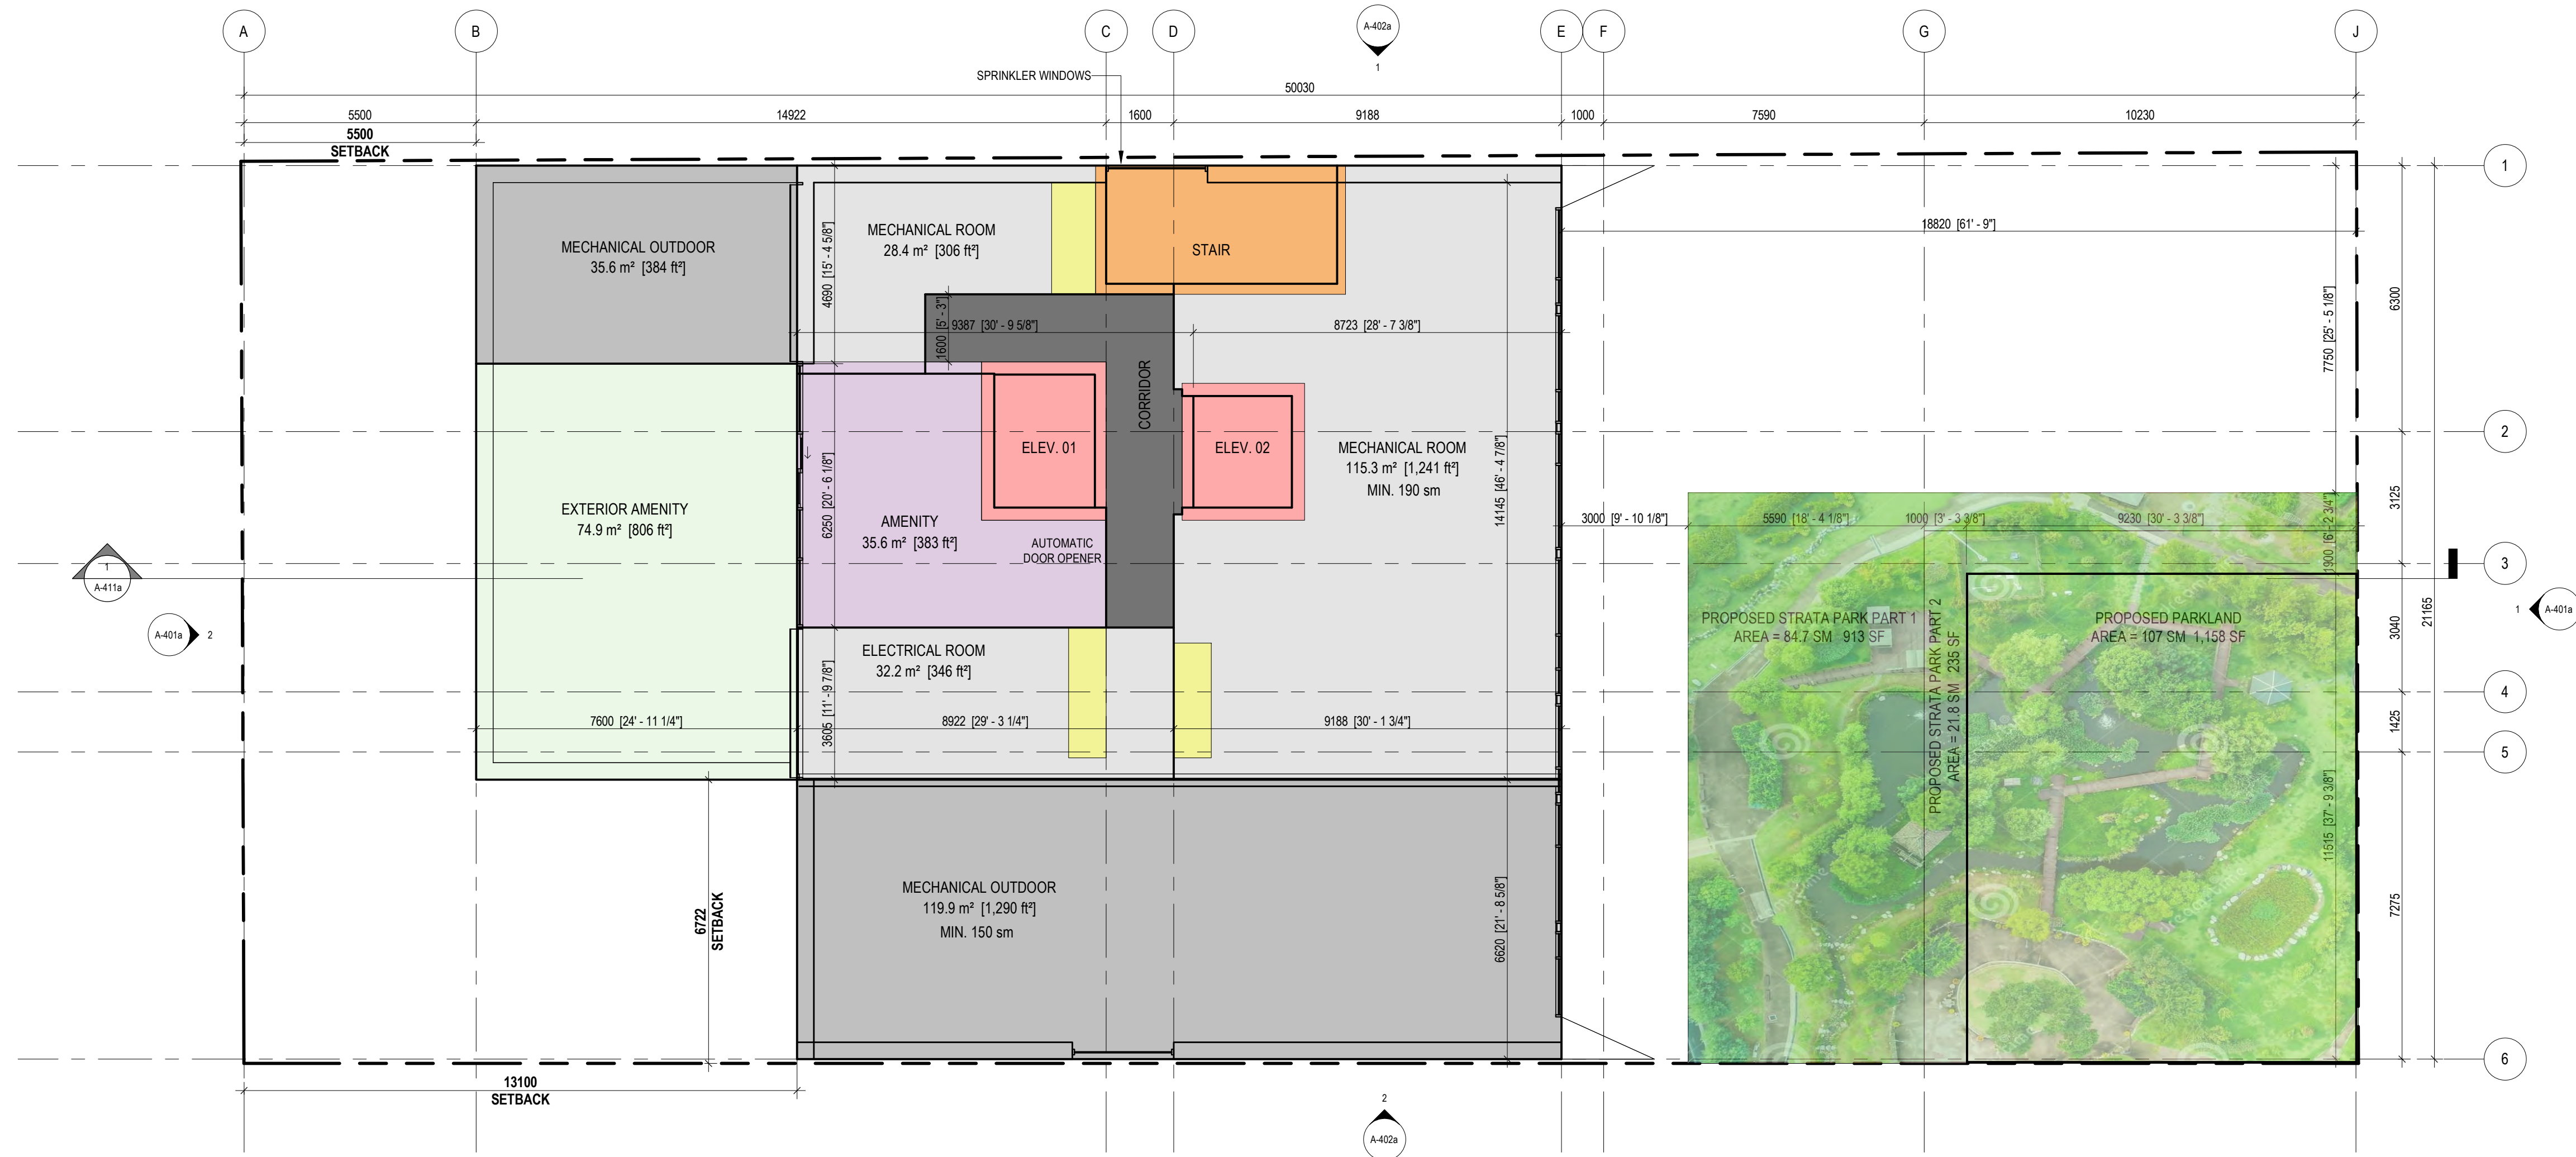 A
B
C
D
E
F
G
J
A-402a
1
SPRINKLER WINDOWS
50030
5500
14922
1600
9188
1000
7590
10230
5500
SETBACK
1
MECHANICAL OUTDOOR
35.6 m² [384 ft²]
MECHANICAL ROOM
28.4 m² [306 ft²]
STAIR
18820 [61' - 9"]
4690 [15' - 4 5/8"]
1600 [5' - 3"]
9387 [30' - 9 5/8"]
8723 [28' - 7 3/8"]
7750 [25' - 5 1/8"]
6300
CORRIDOR
2
ELEV. 01
ELEV. 02
MECHANICAL ROOM
115.3 m² [1,241 ft²]
MIN. 190 sm
14145 [46' - 4 7/8"]
6250 [20' - 6 1/8"]
EXTERIOR AMENITY
74.9 m² [806 ft²]
AMENITY
35.6 m² [383 ft²]
AUTOMATIC
DOOR OPENER
3000 [9' - 10 1/8"]
5590 [18' - 4 1/8"]
1000 [3' - 3 3/8"]
9230 [30' - 3 3/8"]
1900 [6' - 2 3/4"]
3125
3
1
A-411a
A-401a
2
1
A-401a
21165
3040
PROPOSED STRATA PARK PART 1
AREA = 84.7 SM 913 SF
PROPOSED STRATA PARK PART 2
AREA = 21.8 SM 235 SF
PROPOSED PARKLAND
AREA = 107 SM 1,158 SF
ELECTRICAL ROOM
32.2 m² [346 ft²]
3605 [11' - 9 7/8"]
4
1425
7600 [24' - 11 1/4"]
8922 [29' - 3 1/4"]
9188 [30' - 1 3/4"]
5
11515 [37' - 9 3/8"]
7275
MECHANICAL OUTDOOR
119.9 m² [1,290 ft²]
MIN. 150 sm
6722
SETBACK
6620 [21' - 8 5/8"]
6
13100
SETBACK
2
A-402a